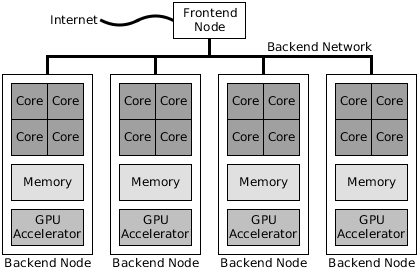 Internet
Frontend
Node
Backend Network
Core Core
Core Core
Memory
GPU
Accelerator
Backend Node
Core Core
Core Core
Memory
GPU
Accelerator
Backend Node
Core Core
Core Core
Memory
GPU
Accelerator
Backend Node
Core Core
Core Core
Memory
GPU
Accelerator
Backend Node